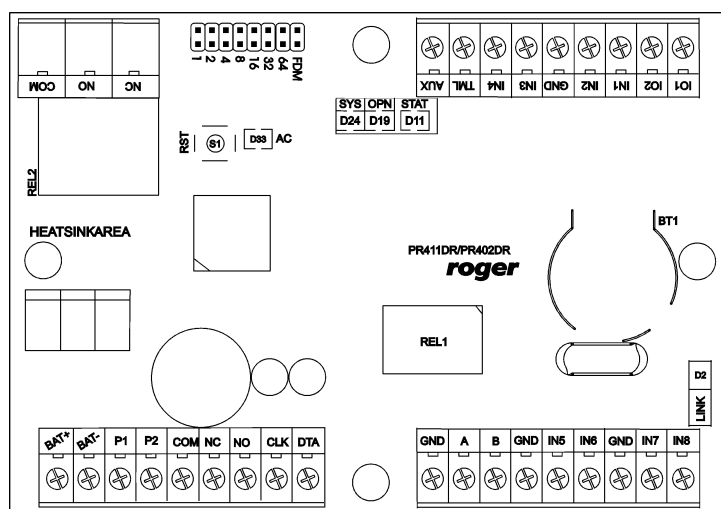 1 2 4 8 16 32 64 FDM
COM NO NC
AUX TML IN4 IN3 GND IN2 IN1 IO2 IO1
SYS OPN STAT
D24 D19 D11
RST S1 D33 AC
REL2
HEATSINKAREA
BT1
PR411DR/PR402DR
roger
REL1
D2
LINK
BAT+ BAT- P1 P2 COM NC NO CLK DTA
GND A B GND IN5 IN6 GND IN7 IN8